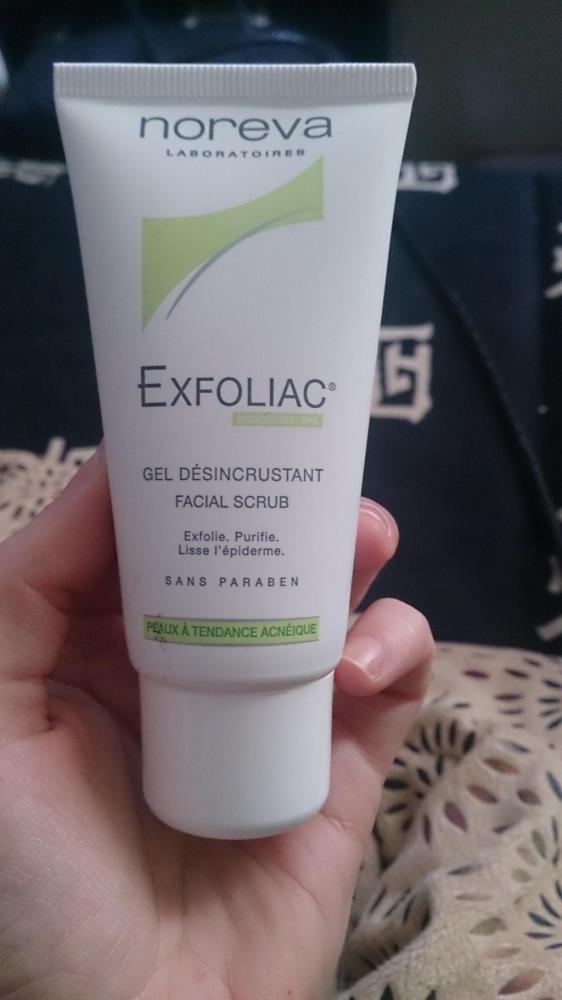 noreva
LABORATOIRES
EXFOLIAC®
GEL DÉSINCRUSTANT
FACIAL SCRUB
Exfolie. Purifie.
Lisse l'épiderme.
SANS PARABEN
PEAUX À TENDANCE ACNÉIQUE